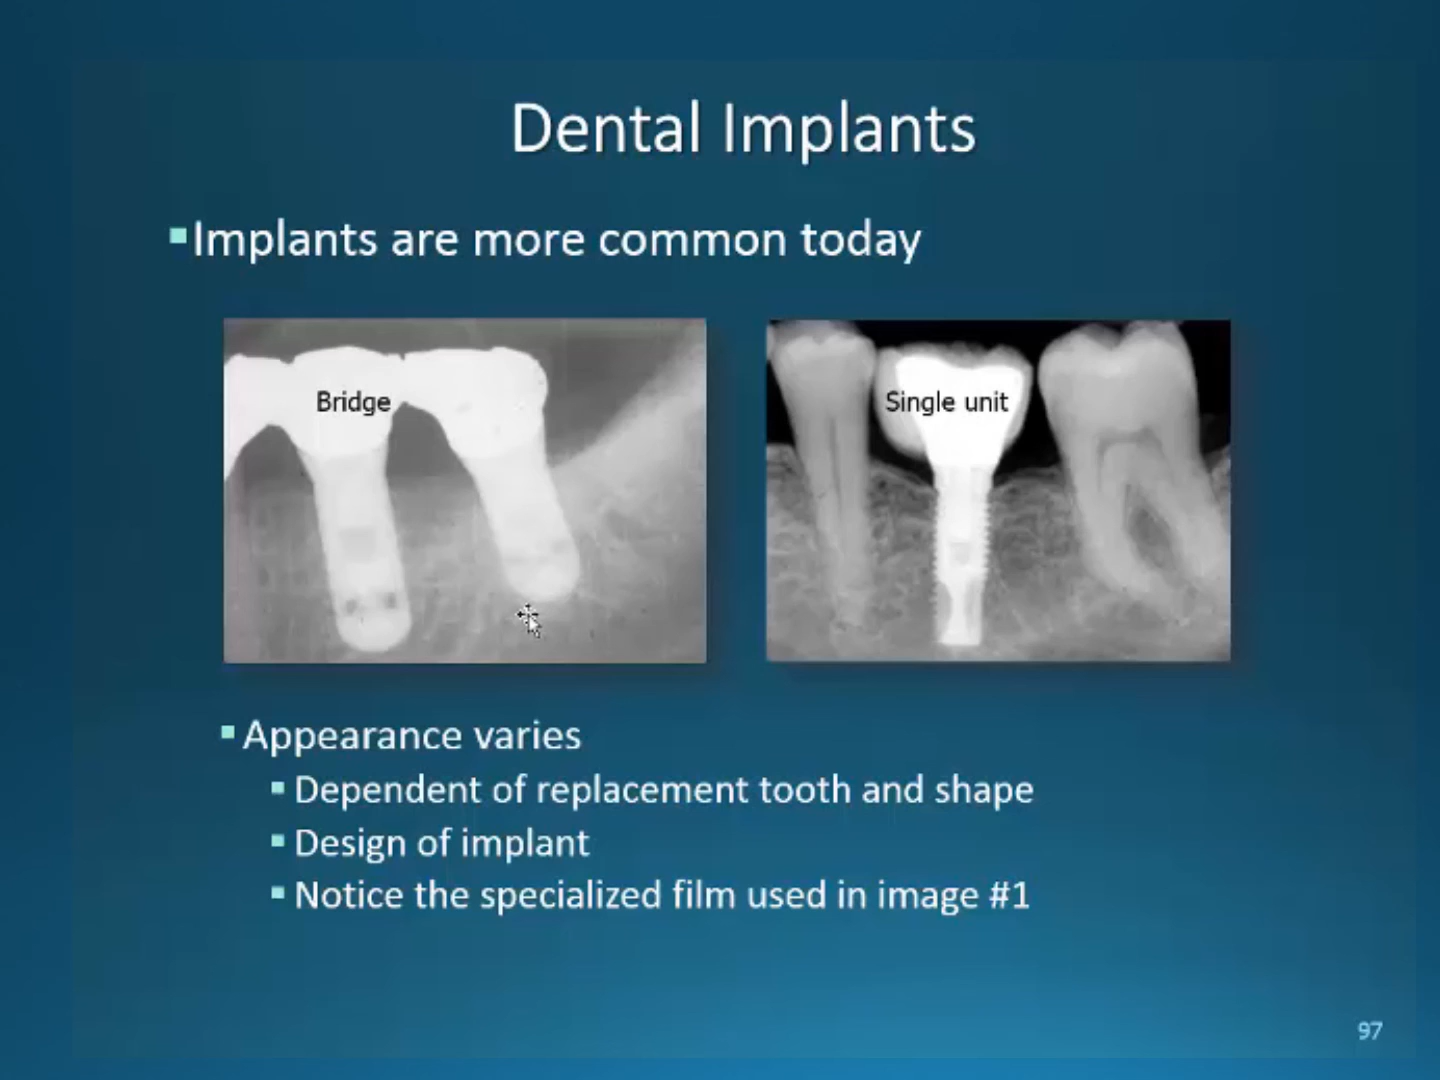 Dental Implants
▪Implants are more common today
Bridge
Single unit
▪Appearance varies
▪Dependent of replacement tooth and shape
▪Design of implant
▪Notice the specialized film used in image #1
97